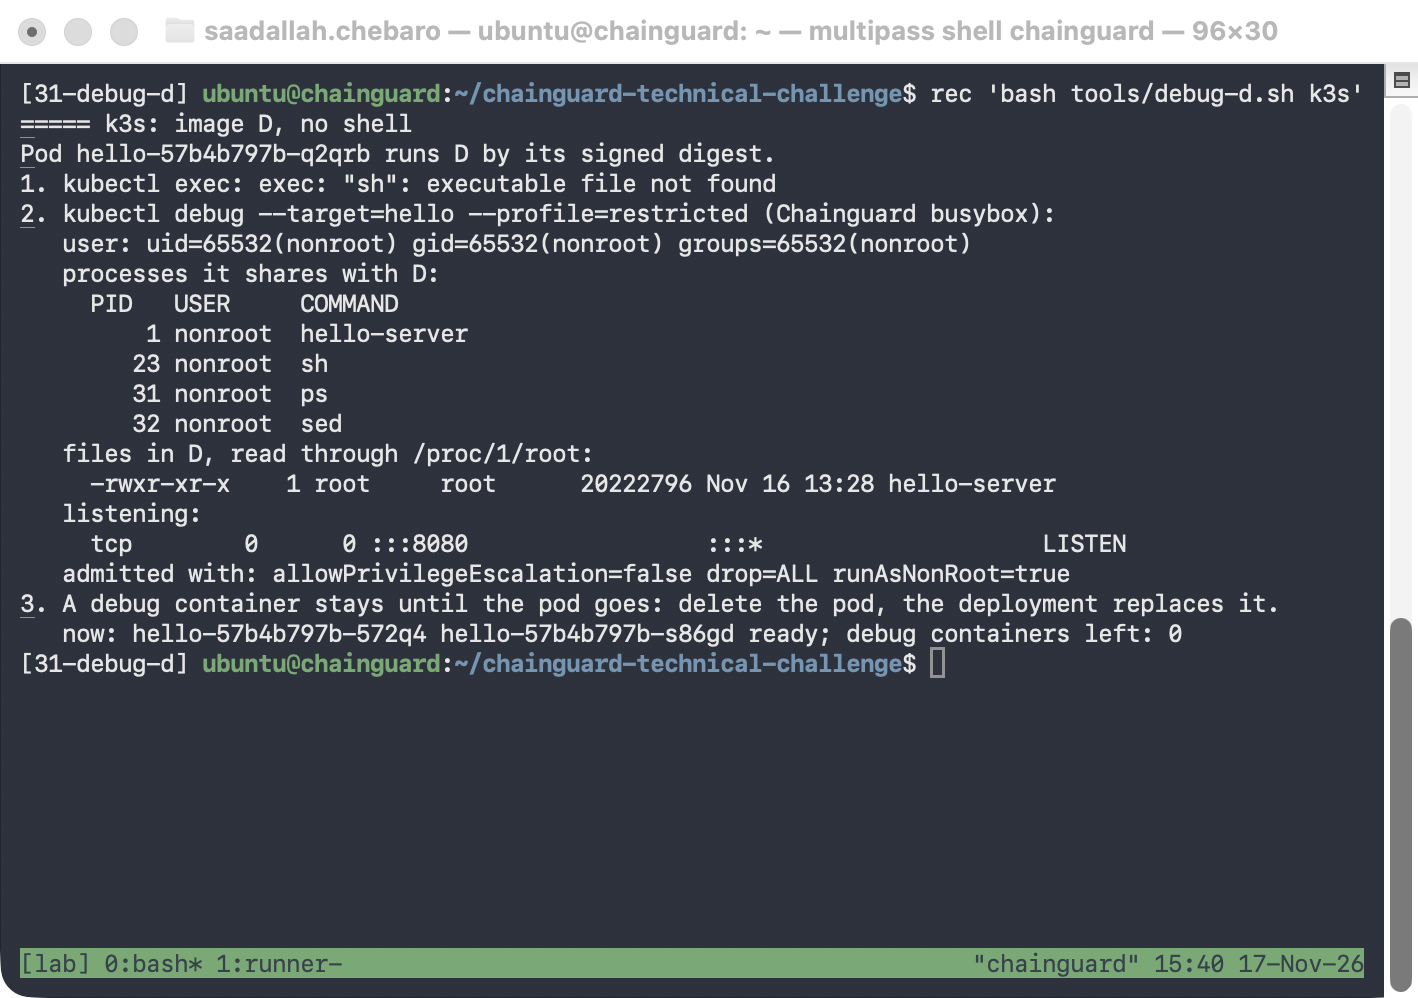 saadallah.chebaro — ubuntu@chainguard: ~ — multipass shell chainguard — 96×30
[31-debug-d] ubuntu@chainguard:~/chainguard-technical-challenge$ rec 'bash tools/debug-d.sh k3s'
===== k3s: image D, no shell
Pod hello-57b4b797b-q2qrb runs D by its signed digest.
1. kubectl exec: exec: "sh": executable file not found
2. kubectl debug --target=hello --profile=restricted (Chainguard busybox):
   user: uid=65532(nonroot) gid=65532(nonroot) groups=65532(nonroot)
   processes it shares with D:
     PID   USER     COMMAND
         1 nonroot  hello-server
        23 nonroot  sh
        31 nonroot  ps
        32 nonroot  sed
   files in D, read through /proc/1/root:
     -rwxr-xr-x    1 root     root      20222796 Nov 16 13:28 hello-server
   listening:
     tcp        0      0 :::8080                 :::*                    LISTEN
   admitted with: allowPrivilegeEscalation=false drop=ALL runAsNonRoot=true
3. A debug container stays until the pod goes: delete the pod, the deployment replaces it.
   now: hello-57b4b797b-572q4 hello-57b4b797b-s86gd ready; debug containers left: 0
[31-debug-d] ubuntu@chainguard:~/chainguard-technical-challenge$
[lab] 0:bash* 1:runner- "chainguard" 15:40 17-Nov-26